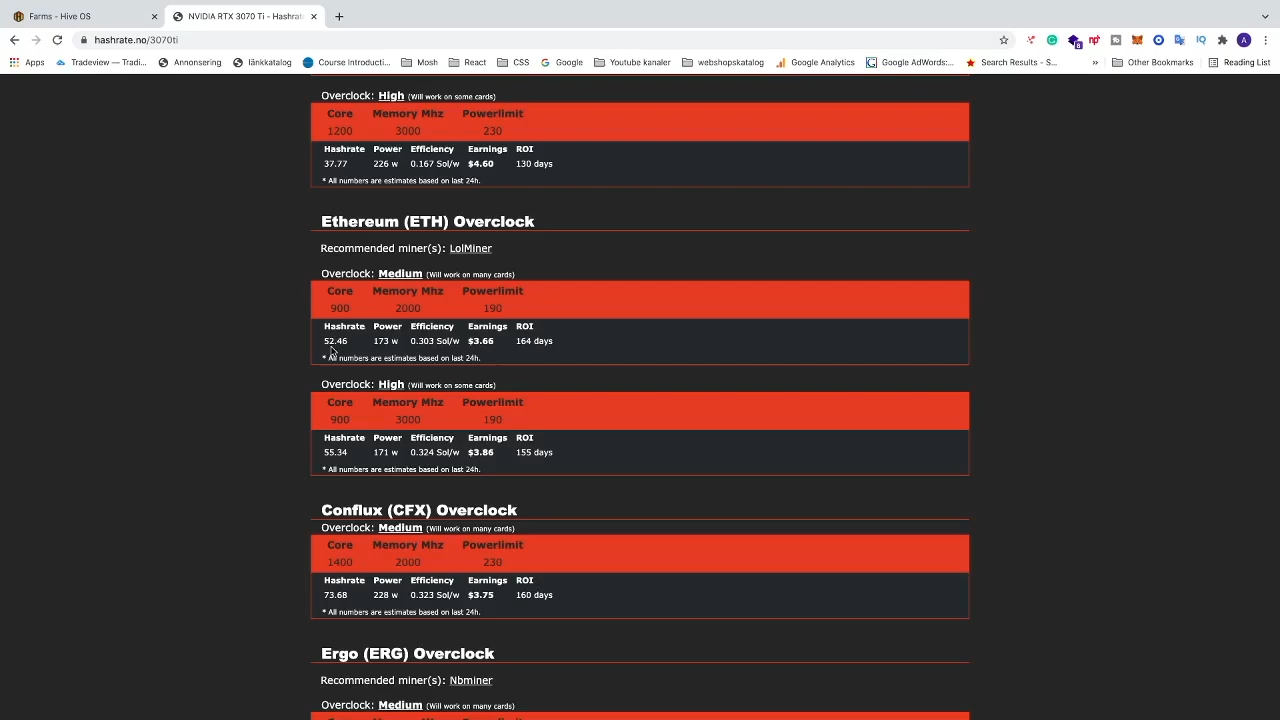 Farms - Hive OS
NVIDIA RTX 3070 Ti - Hashrate
hashrate.no/3070ti
Apps Tradeview – Tradi... Annonsering länkkatalog Course Introducti... Mosh React CSS Google Youtube kanaler webshopskatalog Google Analytics Google AdWords:... Search Results - S... » Other Bookmarks Reading List
Overclock: High (Will work on some cards)
Core Memory Mhz Powerlimit
1200 3000 230
Hashrate Power Efficiency Earnings ROI
37.77 226 w 0.167 Sol/w $4.60 130 days
* All numbers are estimates based on last 24h.
Ethereum (ETH) Overclock
Recommended miner(s): LolMiner
Overclock: Medium (Will work on many cards)
Core Memory Mhz Powerlimit
900 2000 190
Hashrate Power Efficiency Earnings ROI
52.46 173 w 0.303 Sol/w $3.66 164 days
* All numbers are estimates based on last 24h.
Overclock: High (Will work on some cards)
Core Memory Mhz Powerlimit
900 3000 190
Hashrate Power Efficiency Earnings ROI
55.34 171 w 0.324 Sol/w $3.86 155 days
* All numbers are estimates based on last 24h.
Conflux (CFX) Overclock
Overclock: Medium (Will work on many cards)
Core Memory Mhz Powerlimit
1400 2000 230
Hashrate Power Efficiency Earnings ROI
73.68 228 w 0.323 Sol/w $3.75 160 days
* All numbers are estimates based on last 24h.
Ergo (ERG) Overclock
Recommended miner(s): Nbminer
Overclock: Medium (Will work on many cards)
Core Memory Mhz Powerlimit